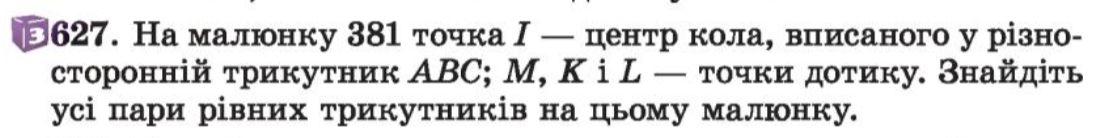 З 627. На малюнку 381 точка I — центр кола, вписаного у різно-
сторонній трикутник ABC; M, K і L — точки дотику. Знайдіть
усі пари рівних трикутників на цьому малюнку.